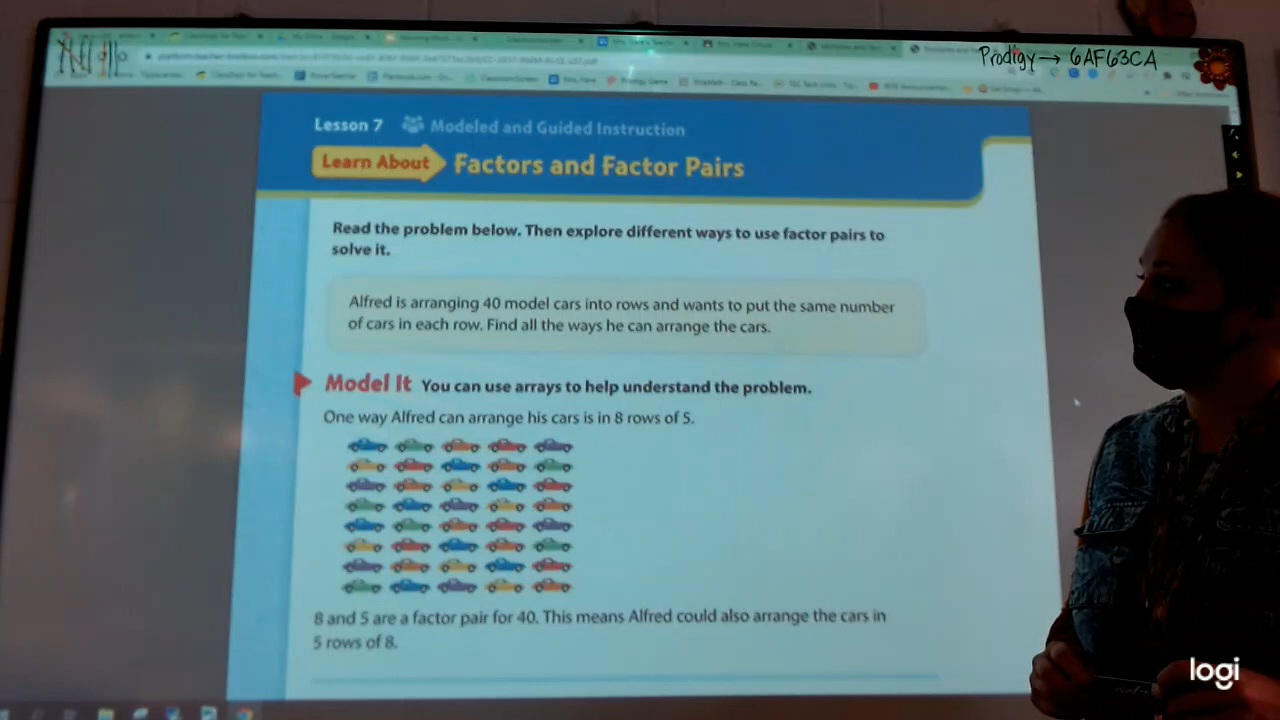 Prodigy → 6AF63CA
Lesson 7 Modeled and Guided Instruction
Learn About Factors and Factor Pairs
Read the problem below. Then explore different ways to use factor pairs to
solve it.
Alfred is arranging 40 model cars into rows and wants to put the same number
of cars in each row. Find all the ways he can arrange the cars.
Model It You can use arrays to help understand the problem.
One way Alfred can arrange his cars is in 8 rows of 5.
8 and 5 are a factor pair for 40. This means Alfred could also arrange the cars in
5 rows of 8.
logi